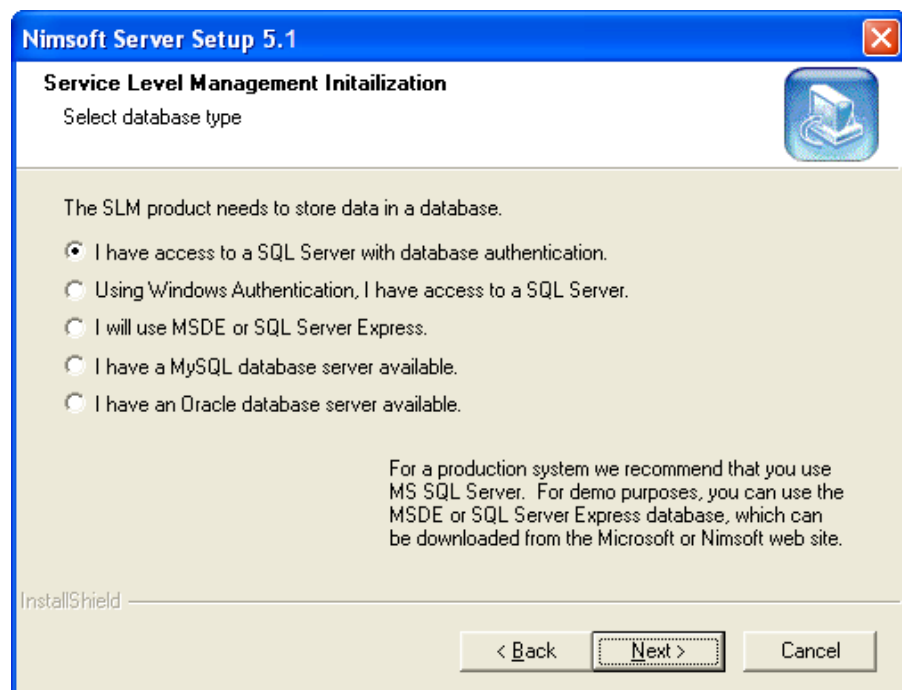 Nimsoft Server Setup 5.1
Service Level Management Initailization
Select database type
The SLM product needs to store data in a database.
I have access to a SQL Server with database authentication.
Using Windows Authentication, I have access to a SQL Server.
I will use MSDE or SQL Server Express.
I have a MySQL database server available.
I have an Oracle database server available.
For a production system we recommend that you use
MS SQL Server. For demo purposes, you can use the
MSDE or SQL Server Express database, which can
be downloaded from the Microsoft or Nimsoft web site.
InstallShield
< Back Next > Cancel